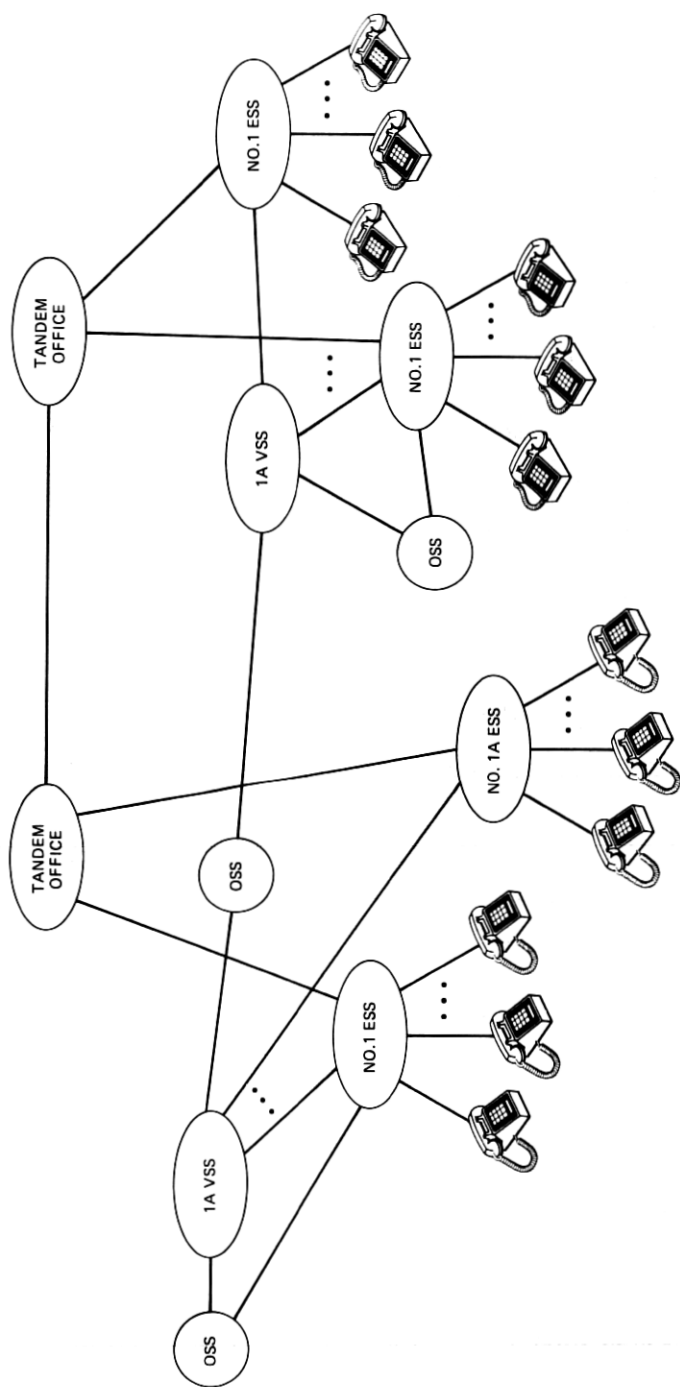 TANDEM
OFFICE
TANDEM
OFFICE
OSS
1A VSS
OSS
1A VSS
NO.1 ESS
NO.1 ESS
NO. 1A ESS
OSS
NO.1 ESS